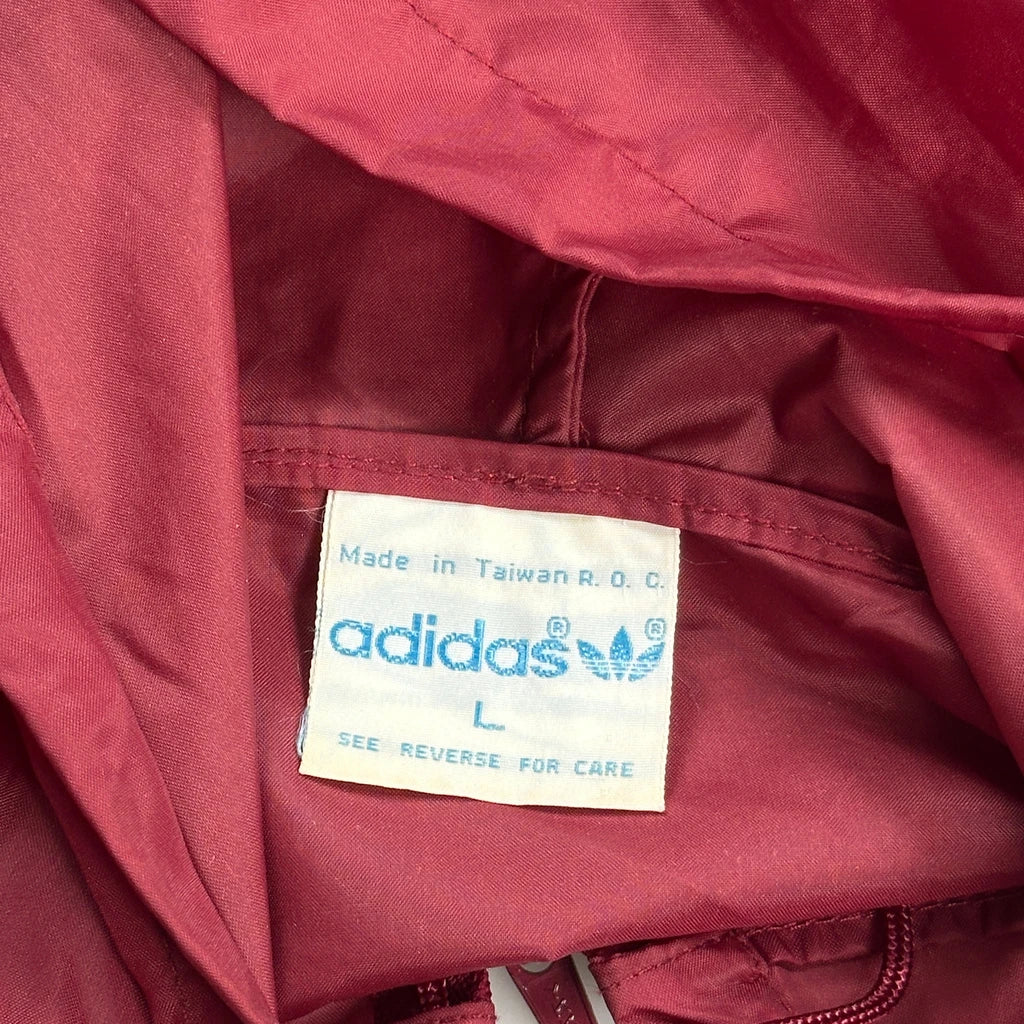 Made in Taiwan R. O. C.
adidas® ®
L
SEE REVERSE FOR CARE